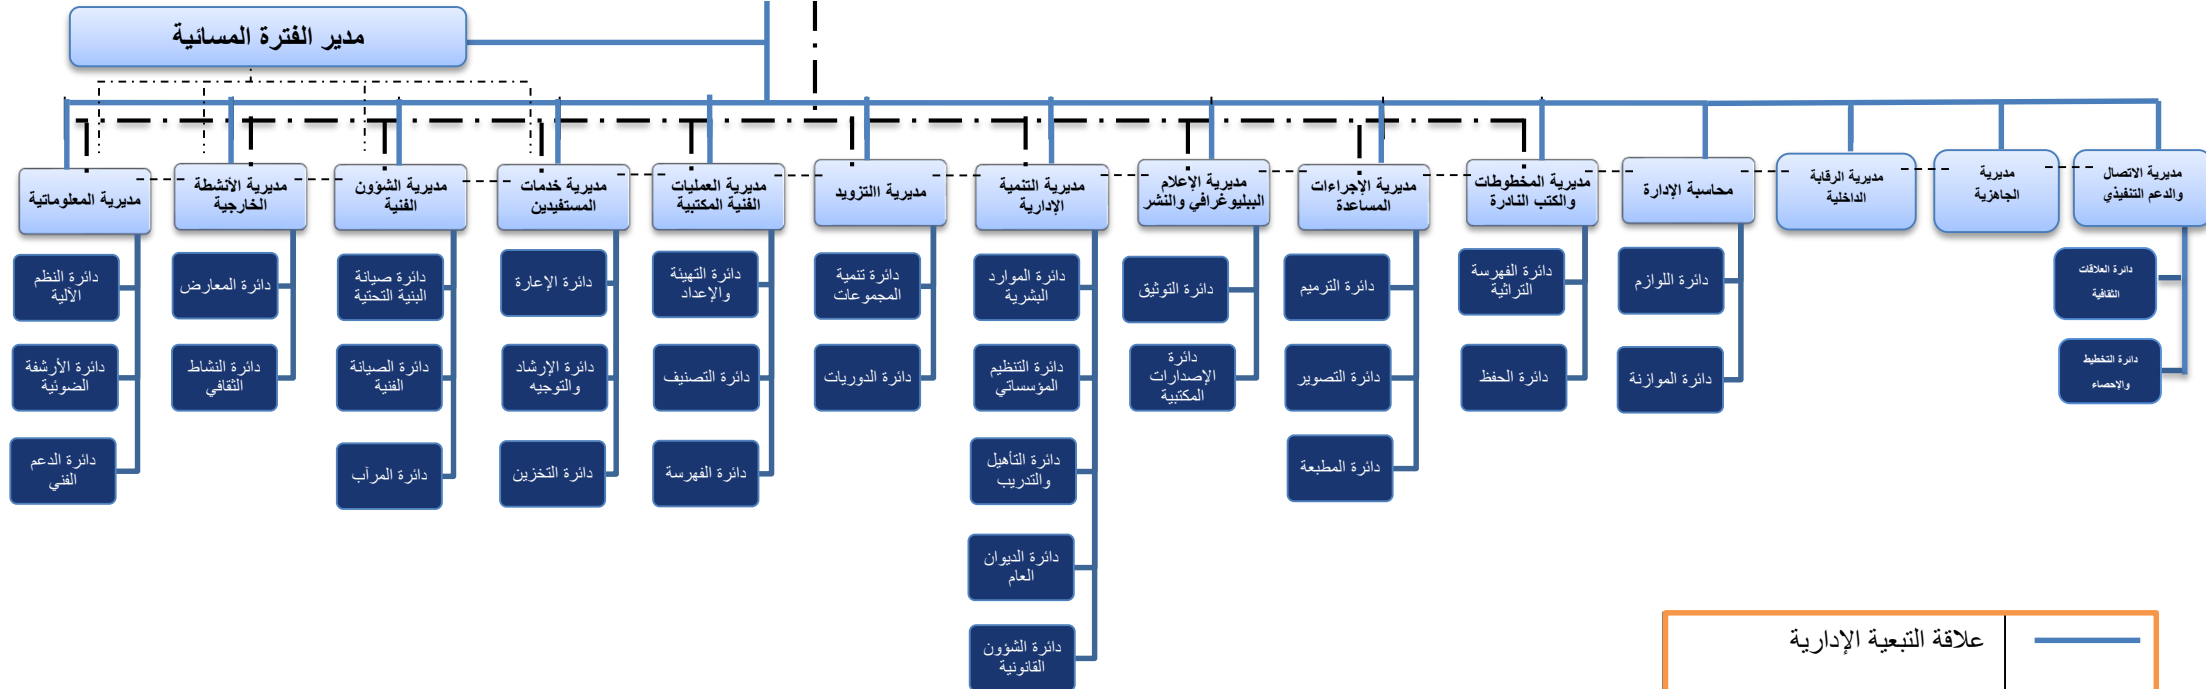 مدير الفترة المسائية
مديرية الاتصال
والدعم التنفيذي
مديرية
الجاهزية
مديرية الرقابة
الداخلية
محاسبة الإدارة
مديرية المخطوطات
والكتب النادرة
مديرية الإجراءات
المساعدة
مديرية الإعلام
الببليوغرافي والنشر
مديرية التنمية
الإدارية
مديرية االتزويد
مديرية العمليات
الفنية المكتبية
مديرية خدمات
المستفيدين
مديرية الشؤون
الفنية
مديرية الأنشطة
الخارجية
مديرية المعلوماتية
دائرة العلاقات
الثقافية
دائرة التخطيط
والاحصاء
دائرة اللوازم
دائرة الموازنة
دائرة الفهرسة
التراثية
دائرة الحفظ
دائرة الترميم
دائرة التصوير
دائرة المطبعة
دائرة التوثيق
دائرة
الإصدارات
المكتبية
دائرة الموارد
البشرية
دائرة التنظيم
المؤسساتي
دائرة التأهيل
والتدريب
دائرة الديوان
العام
دائرة الشؤون
القانونية
دائرة تنمية
المجموعات
دائرة الدوريات
دائرة التهيئة
والإعداد
دائرة التصنيف
دائرة الفهرسة
دائرة الإعارة
دائرة الإرشاد
والتوجيه
دائرة التخزين
دائرة صيانة
البنية التحتية
دائرة الصيانة
الفنية
دائرة المرآب
دائرة المعارض
دائرة النشاط
الثقافي
دائرة النظم
الآلية
دائرة الأرشفة
الضوئية
دائرة الدعم
الفني
علاقة التبعية الإدارية